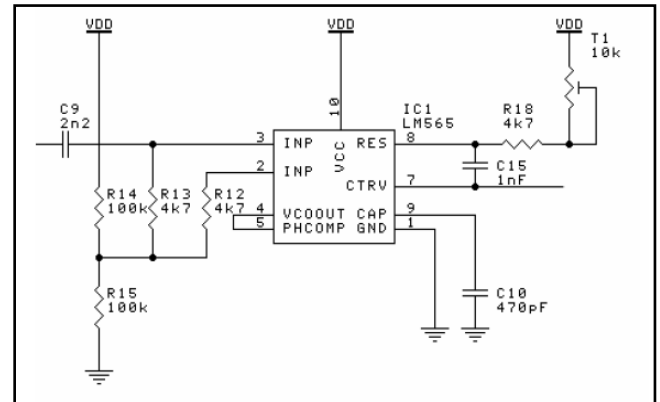 VDD
VDD
VDD
T1
10k
C9
2n2
10
IC1
LM565
R18
4k7
3
INP
VCC
RES
8
2
INP
C15
1nF
CTRV
7
R14
100k
R13
4k7
R12
4k7
4
VCOOUT
CAP
9
5
PHCOMP
GND
1
R15
100k
C10
470pF